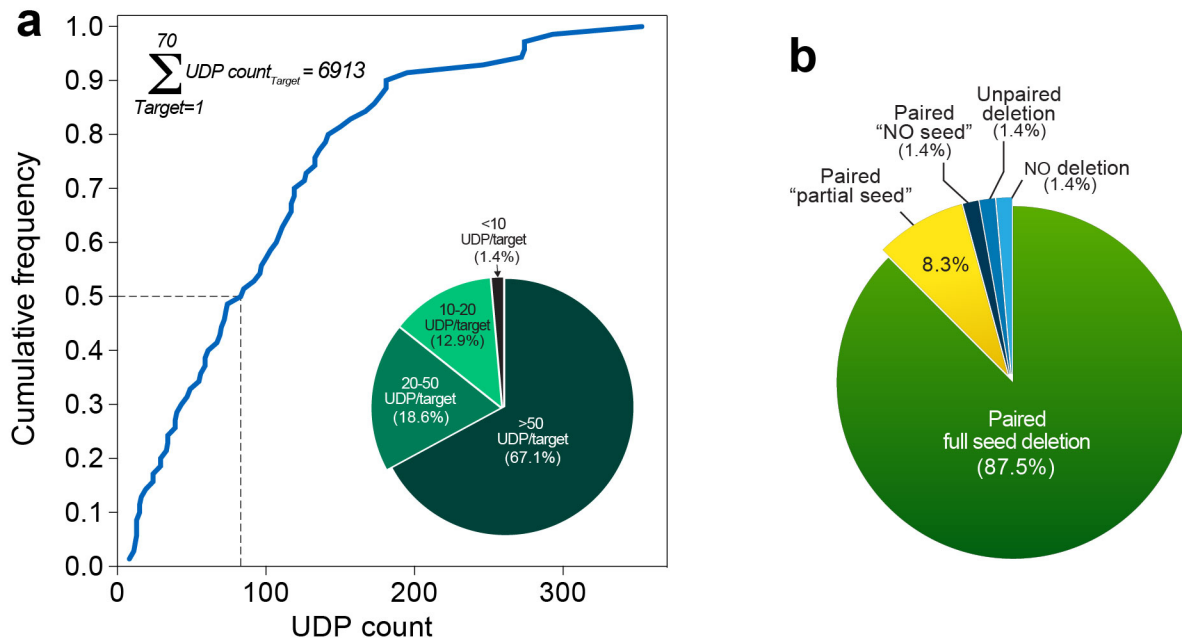 a
70
∑ UDP count_Target = 6913
Target=1
Cumulative frequency
1.0
0.9
0.8
0.7
0.6
0.5
0.4
0.3
0.2
0.1
0.0
0
100
200
300
UDP count
<10
UDP/target
(1.4%)
10-20
UDP/target
(12.9%)
20-50
UDP/target
(18.6%)
>50
UDP/target
(67.1%)
b
Paired
"partial seed"
Paired
“NO seed”
(1.4%)
Unpaired
deletion
(1.4%)
NO deletion
(1.4%)
8.3%
Paired
full seed deletion
(87.5%)